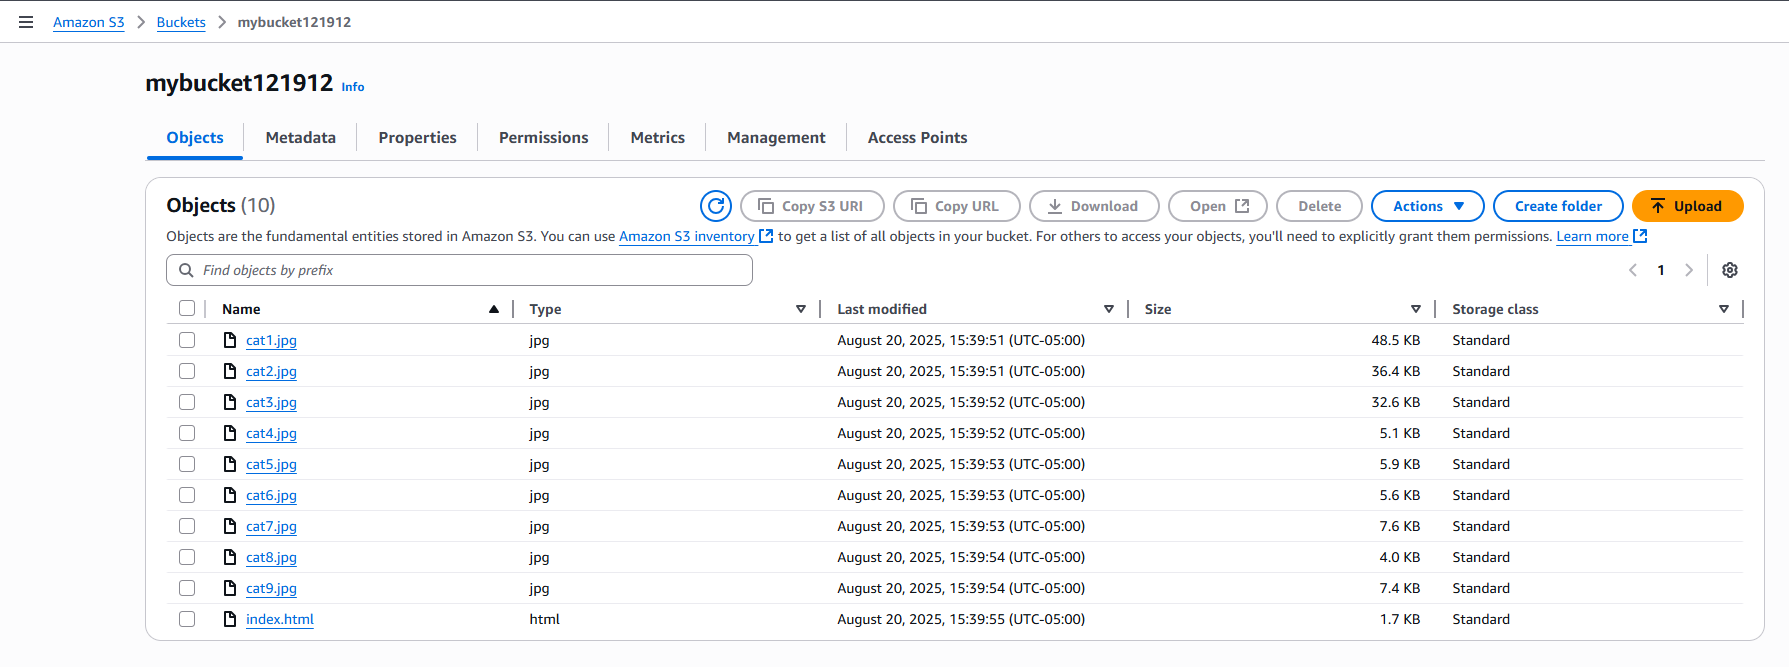 Amazon S3 > Buckets > mybucket121912
mybucket121912 Info
Objects Metadata Properties Permissions Metrics Management Access Points
Objects (10) Copy S3 URI Copy URL Download Open Delete Actions Create folder Upload
Objects are the fundamental entities stored in Amazon S3. You can use Amazon S3 inventory to get a list of all objects in your bucket. For others to access your objects, you'll need to explicitly grant them permissions. Learn more
Find objects by prefix 1
Name Type Last modified Size Storage class
cat1.jpg jpg August 20, 2025, 15:39:51 (UTC-05:00) 48.5 KB Standard
cat2.jpg jpg August 20, 2025, 15:39:51 (UTC-05:00) 36.4 KB Standard
cat3.jpg jpg August 20, 2025, 15:39:52 (UTC-05:00) 32.6 KB Standard
cat4.jpg jpg August 20, 2025, 15:39:52 (UTC-05:00) 5.1 KB Standard
cat5.jpg jpg August 20, 2025, 15:39:53 (UTC-05:00) 5.9 KB Standard
cat6.jpg jpg August 20, 2025, 15:39:53 (UTC-05:00) 5.6 KB Standard
cat7.jpg jpg August 20, 2025, 15:39:53 (UTC-05:00) 7.6 KB Standard
cat8.jpg jpg August 20, 2025, 15:39:54 (UTC-05:00) 4.0 KB Standard
cat9.jpg jpg August 20, 2025, 15:39:54 (UTC-05:00) 7.4 KB Standard
index.html html August 20, 2025, 15:39:55 (UTC-05:00) 1.7 KB Standard